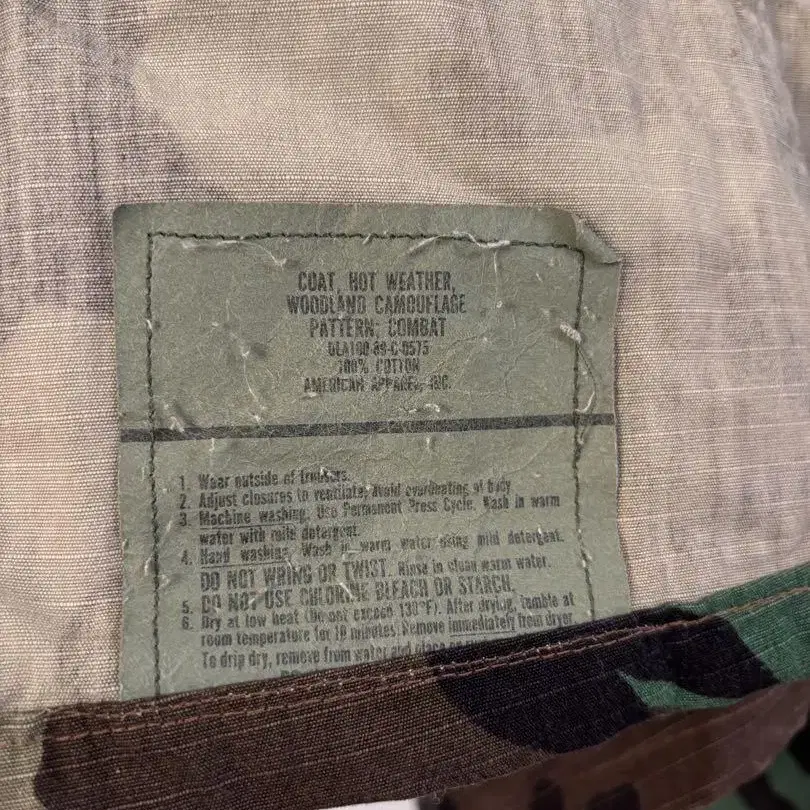 COAT, HOT WEATHER,
WOODLAND CAMOUFLAGE
PATTERN: COMBAT
DLA100-89-C-0575
100% COTTON
AMERICAN APPAREL, INC.
1. Wear outside of trousers.
2. Adjust closures to ventilate, avoid overheating of body
3. Machine washing. Use Permanent Press Cycle. Wash in warm
water with mild detergent.
4. Hand washing. Wash in warm water using mild detergent.
DO NOT WRING OR TWIST. Rinse in clean warm water.
5. DO NOT USE CHLORINE BLEACH OR STARCH.
6. Dry at low heat (Do not exceed 130°F). After drying, tumble at
room temperature for 10 minutes. Remove immediately from dryer
To drip dry, remove from water and place on